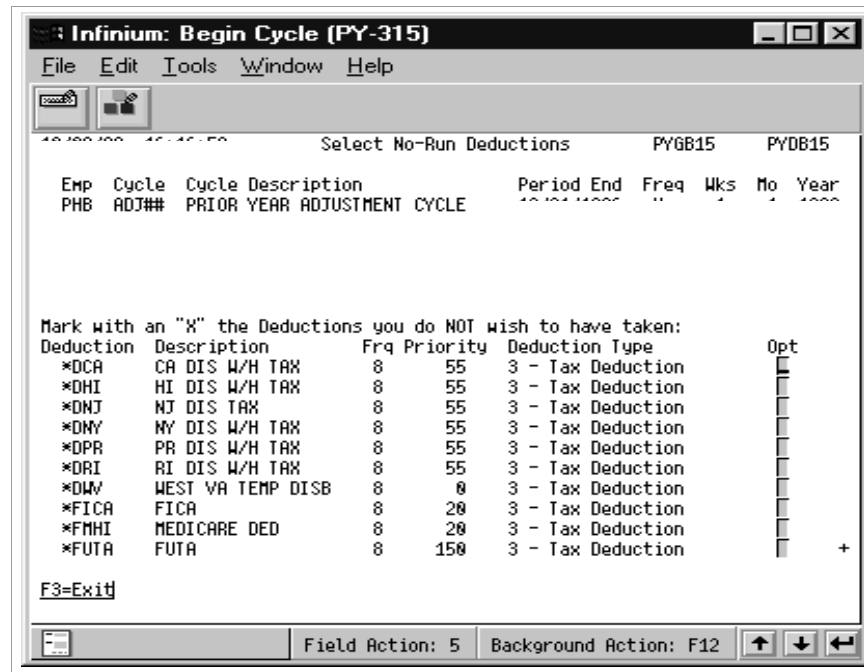 Infinium: Begin Cycle (PY-315)
File Edit Tools Window Help
Select No-Run Deductions PYGB15 PYDB15
Emp Cycle Cycle Description Period End Freq Wks Mo Year
PHB ADJ## PRIOR YEAR ADJUSTMENT CYCLE
Mark with an "X" the Deductions you do NOT wish to have taken:
Deduction Description Frq Priority Deduction Type Opt
*DCA CA DIS W/H TAX 8 55 3 - Tax Deduction
*DHI HI DIS W/H TAX 8 55 3 - Tax Deduction
*DNJ NJ DIS TAX 8 55 3 - Tax Deduction
*DNY NY DIS W/H TAX 8 55 3 - Tax Deduction
*DPR PR DIS W/H TAX 8 55 3 - Tax Deduction
*DRI RI DIS W/H TAX 8 55 3 - Tax Deduction
*DWV WEST VA TEMP DISB 8 0 3 - Tax Deduction
*FICA FICA 8 20 3 - Tax Deduction
*FMHI MEDICARE DED 8 20 3 - Tax Deduction
*FUTA FUTA 8 150 3 - Tax Deduction +
F3=Exit
Field Action: 5 Background Action: F12